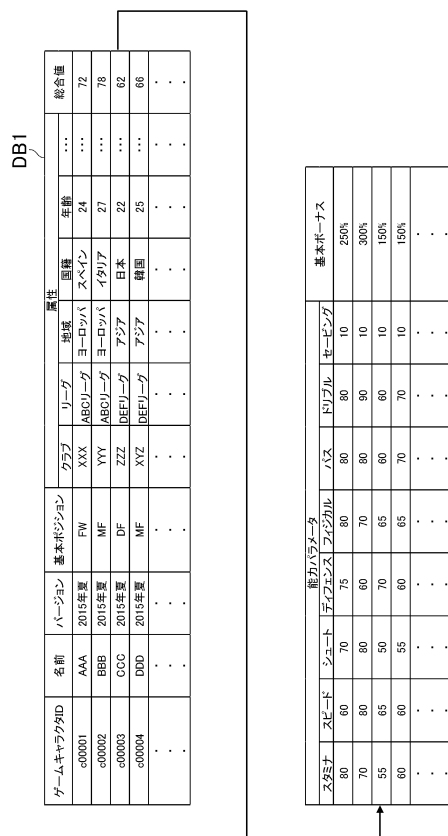 DB1
属性
ゲームキャラクタID 名前 バージョン 基本ポジション クラブ リーグ 地域 国籍 年齢 ... 総合値
c00001 AAA 2015年夏 FW XXX ABCリーグ ヨーロッパ スペイン 24 ... 72
c00002 BBB 2015年夏 MF YYY ABCリーグ ヨーロッパ イタリア 27 ... 78
c00003 CCC 2015年夏 DF ZZZ DEFリーグ アジア 日本 22 ... 62
c00004 DDD 2015年夏 MF XYZ DEFリーグ アジア 韓国 25 ... 66
能力パラメータ
スタミナ スピード シュート ディフェンス フィジカル パス ドリブル セービング 基本ボーナス
80 60 70 75 80 80 80 10 250%
70 80 80 60 70 80 90 10 300%
55 65 50 70 65 60 60 10 150%
60 60 55 60 65 70 70 10 150%